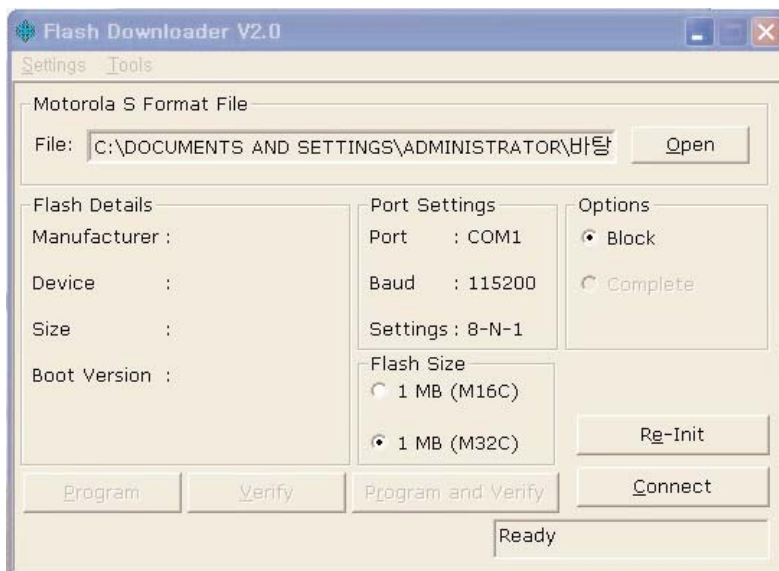 Flash Downloader V2.0
Settings Tools
Motorola S Format File
File: C:\DOCUMENTS AND SETTINGS\ADMINISTRATOR\바탕 Open
Flash Details
Manufacturer :
Device :
Size :
Boot Version :
Port Settings
Port : COM1
Baud : 115200
Settings : 8-N-1
Flash Size
1 MB (M16C)
1 MB (M32C)
Options
Block
Complete
Re-Init
Connect
Program Verify Program and Verify
Ready